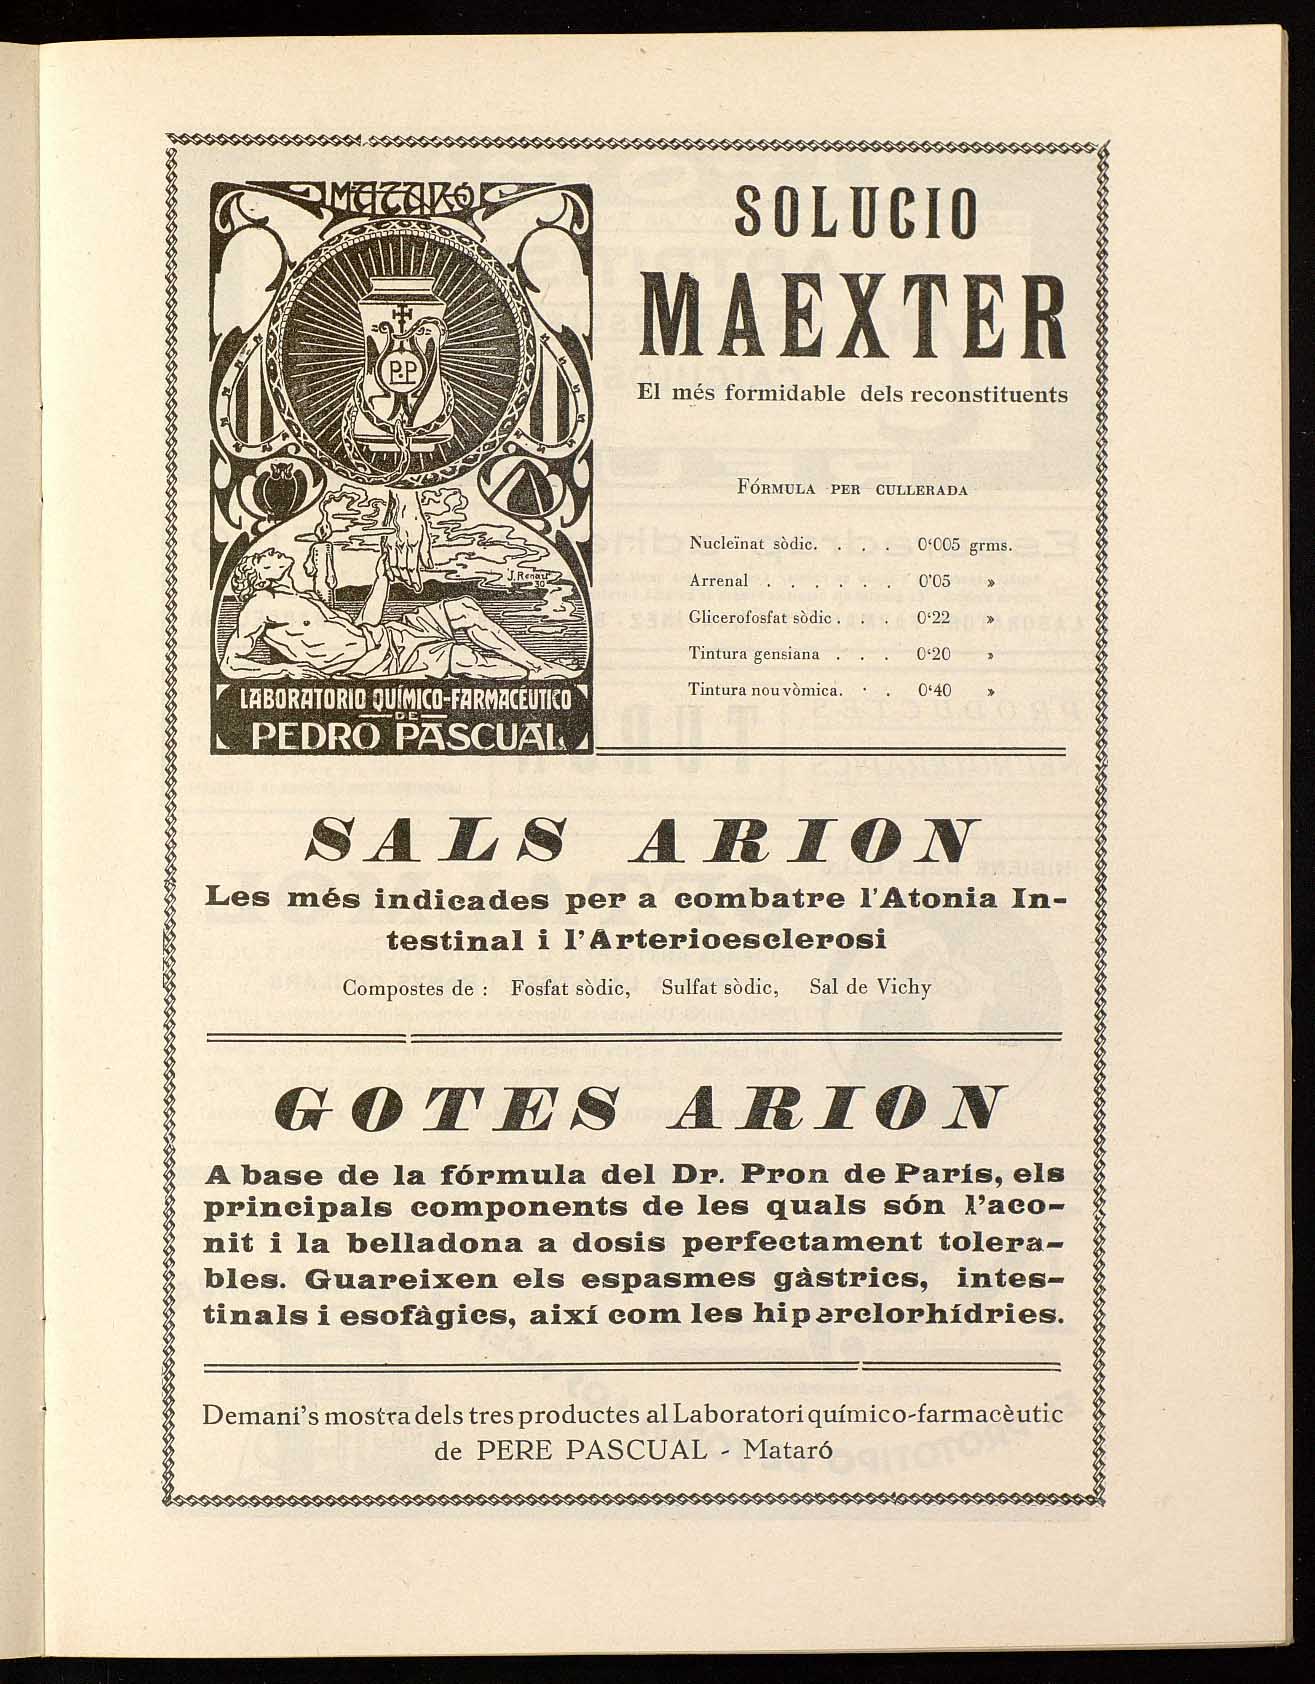 MATARÓ
P.P
J. Renart
30
LABORATORIO QUÍMICO-FARMACÉUTICO
DE
PEDRO PASCUAL
SOLUCIO
MAEXTER
El més formidable dels reconstituents
FÓRMULA PER CULLERADA
Nucleïnat sòdic. . . . 0‘005 grms.
Arrenal . . . . . . 0’05 »
Glicerofosfat sòdic . . . 0‘22 »
Tintura gensiana . . . 0‘20 »
Tintura nou vòmica. . . 0‘40 »
SALS ARION
Les més indicades per a combatre l’Atonia In-
testinal i l’Arterioesclerosi
Compostes de : Fosfat sòdic, Sulfat sòdic, Sal de Vichy
GOTES ARION
A base de la fórmula del Dr. Pron de París, els
principals components de les quals són l’aco-
nit i la belladona a dosis perfectament tolera-
bles. Guareixen els espasmes gàstrics, intes-
tinals i esofàgics, així com les hiperclorhídries.
Demani’s mostra dels tres productes al Laboratori químico-farmacèutic
de PERE PASCUAL - Mataró